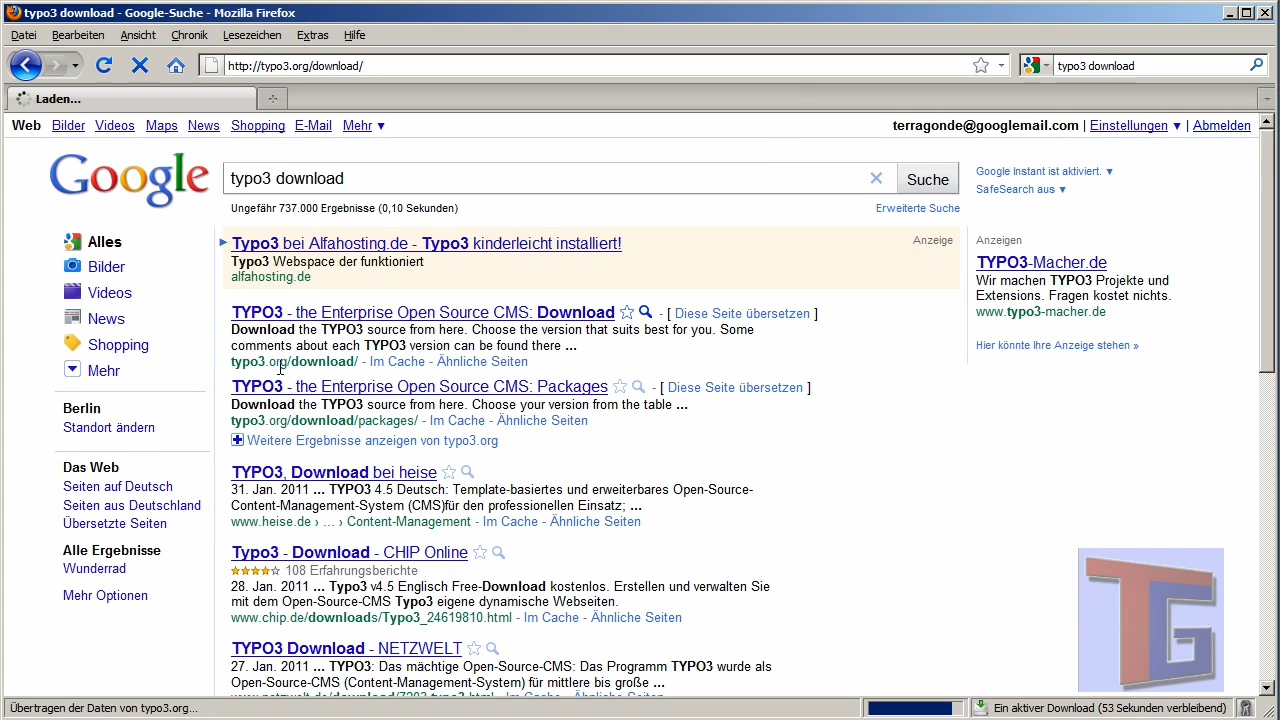 typo3 download - Google-Suche - Mozilla Firefox
Datei Bearbeiten Ansicht Chronik Lesezeichen Extras Hilfe
http://typo3.org/download/ typo3 download
Laden...
Web Bilder Videos Maps News Shopping E-Mail Mehr ▼ terragonde@googlemail.com | Einstellungen ▼ | Abmelden
Google typo3 download Suche
Google Instant ist aktiviert. ▼
SafeSearch aus ▼
Ungefähr 737.000 Ergebnisse (0,10 Sekunden) Erweiterte Suche
Alles
Bilder
Videos
News
Shopping
Mehr
Berlin
Standort ändern
Das Web
Seiten auf Deutsch
Seiten aus Deutschland
Übersetzte Seiten
Alle Ergebnisse
Wunderrad
Mehr Optionen
Typo3 bei Alfahosting.de - Typo3 kinderleicht installiert! Anzeige
Typo3 Webspace der funktioniert
alfahosting.de
TYPO3 - the Enterprise Open Source CMS: Download - [ Diese Seite übersetzen ]
Download the TYPO3 source from here. Choose the version that suits best for you. Some
comments about each TYPO3 version can be found there ...
typo3.org/download/ - Im Cache - Ähnliche Seiten
TYPO3 - the Enterprise Open Source CMS: Packages - [ Diese Seite übersetzen ]
Download the TYPO3 source from here. Choose your version from the table ...
typo3.org/download/packages/ - Im Cache - Ähnliche Seiten
Weitere Ergebnisse anzeigen von typo3.org
TYPO3, Download bei heise
31. Jan. 2011 ... TYPO3 4.5 Deutsch: Template-basiertes und erweiterbares Open-Source-
Content-Management-System (CMS)für den professionellen Einsatz; ...
www.heise.de › ... › Content-Management - Im Cache - Ähnliche Seiten
Typo3 - Download - CHIP Online
108 Erfahrungsberichte
28. Jan. 2011 ... Typo3 v4.5 Englisch Free-Download kostenlos. Erstellen und verwalten Sie
mit dem Open-Source-CMS Typo3 eigene dynamische Webseiten.
www.chip.de/downloads/Typo3_24619810.html - Im Cache - Ähnliche Seiten
TYPO3 Download - NETZWELT
27. Jan. 2011 ... TYPO3: Das mächtige Open-Source-CMS: Das Programm TYPO3 wurde als
CMS (Content-Management-System) für mittlere bis große ...
Anzeigen
TYPO3-Macher.de
Wir machen TYPO3 Projekte und
Extensions. Fragen kostet nichts.
www.typo3-macher.de
Hier könnte Ihre Anzeige stehen »
TG
Übertragen der Daten von typo3.org... Ein aktiver Download (53 Sekunden verbleibend)